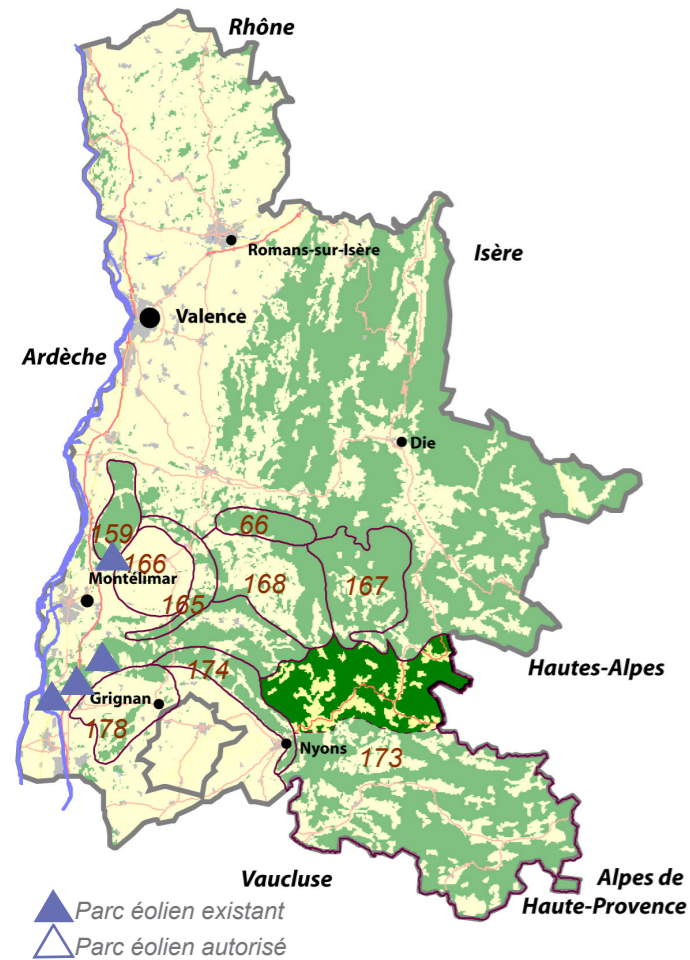 Rhône
Romans-sur-Isère
Isère
Valence
Ardèche
Die
159
66
166
Montélimar
168
167
165
Hautes-Alpes
174
Grignan
178
Nyons
173
Vaucluse
Alpes de
Haute-Provence
Parc éolien existant
Parc éolien autorisé